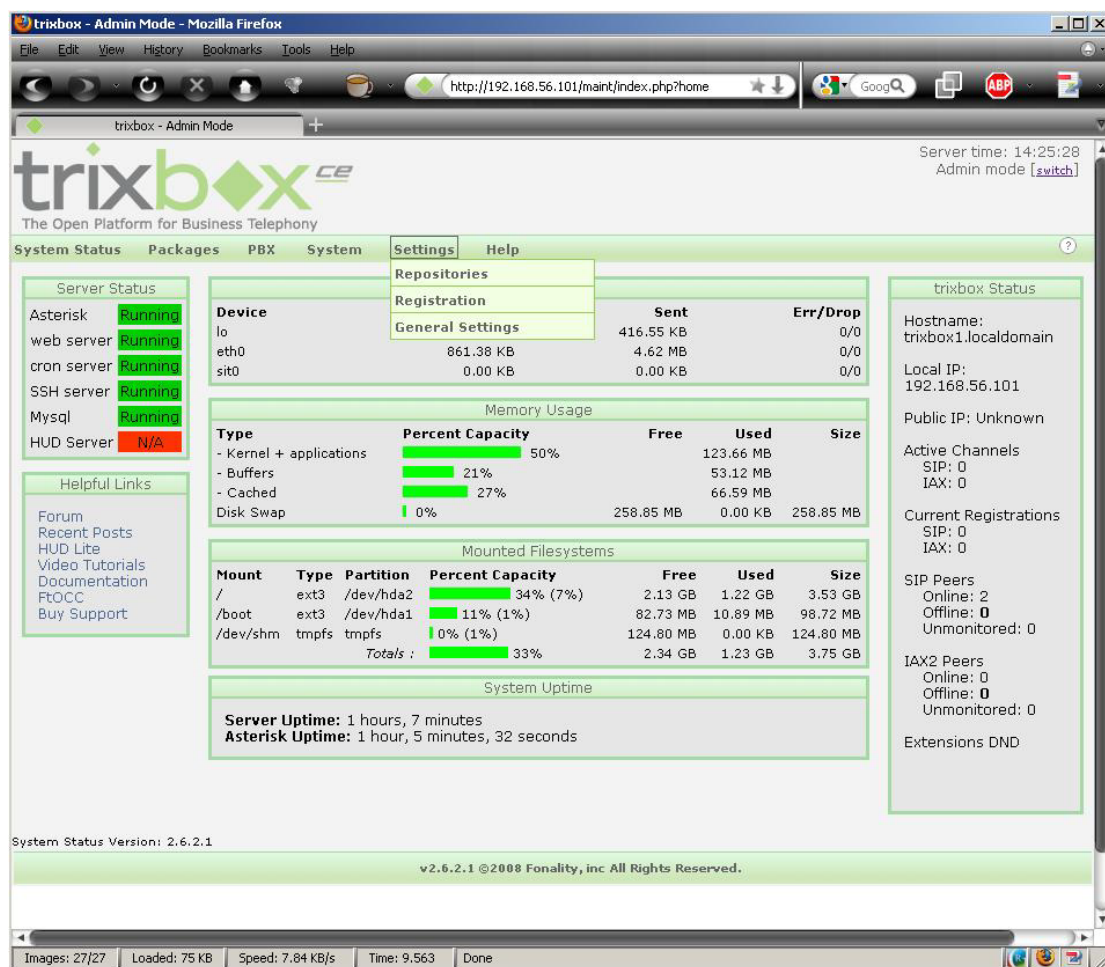 trixbox - Admin Mode - Mozilla Firefox
File Edit View History Bookmarks Tools Help
http://192.168.56.101/maint/index.php?home
Goog
ABP
trixbox - Admin Mode
trixbox ce
The Open Platform for Business Telephony
Server time: 14:25:28
Admin mode [switch]
System Status Packages PBX System Settings Help
?
Repositories
Registration
General Settings
Server Status
Asterisk Running
web server Running
cron server Running
SSH server Running
Mysql Running
HUD Server N/A
Helpful Links
Forum
Recent Posts
HUD Lite
Video Tutorials
Documentation
FtOCC
Buy Support
Device Sent Err/Drop
lo 416.55 KB 0/0
eth0 861.38 KB 4.62 MB 0/0
sit0 0.00 KB 0.00 KB 0/0
Memory Usage
Type Percent Capacity Free Used Size
- Kernel + applications 50% 123.66 MB
- Buffers 21% 53.12 MB
- Cached 27% 66.59 MB
Disk Swap 0% 258.85 MB 0.00 KB 258.85 MB
Mounted Filesystems
Mount Type Partition Percent Capacity Free Used Size
/ ext3 /dev/hda2 34% (7%) 2.13 GB 1.22 GB 3.53 GB
/boot ext3 /dev/hda1 11% (1%) 82.73 MB 10.89 MB 98.72 MB
/dev/shm tmpfs tmpfs 0% (1%) 124.80 MB 0.00 KB 124.80 MB
Totals : 33% 2.34 GB 1.23 GB 3.75 GB
System Uptime
Server Uptime: 1 hours, 7 minutes
Asterisk Uptime: 1 hour, 5 minutes, 32 seconds
trixbox Status
Hostname:
trixbox1.localdomain
Local IP:
192.168.56.101
Public IP: Unknown
Active Channels
SIP: 0
IAX: 0
Current Registrations
SIP: 0
IAX: 0
SIP Peers
Online: 2
Offline: 0
Unmonitored: 0
IAX2 Peers
Online: 0
Offline: 0
Unmonitored: 0
Extensions DND
System Status Version: 2.6.2.1
v2.6.2.1 ©2008 Fonality, inc All Rights Reserved.
Images: 27/27 Loaded: 75 KB Speed: 7.84 KB/s Time: 9.563 Done